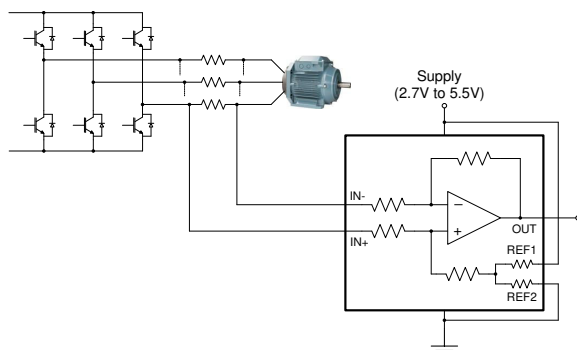 Supply
(2.7V to 5.5V)
IN-
IN+
−
+
OUT
REF1
REF2